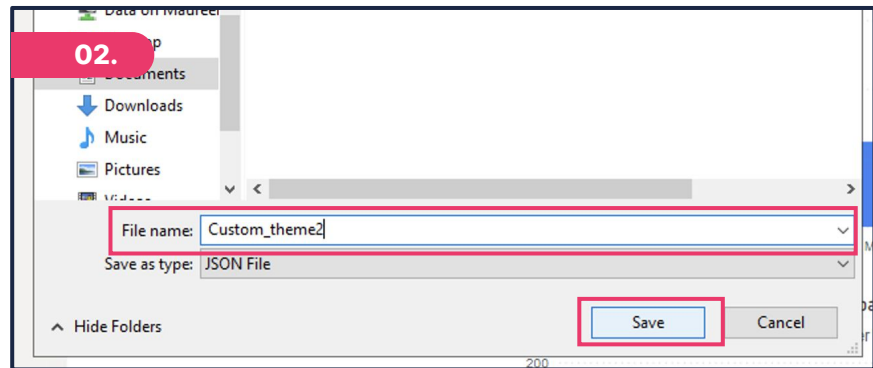 Data on Maureen
02.
Documents
Downloads
Music
Pictures
Videos
File name: Custom_theme2
Save as type: JSON File
Hide Folders
Save
Cancel
200